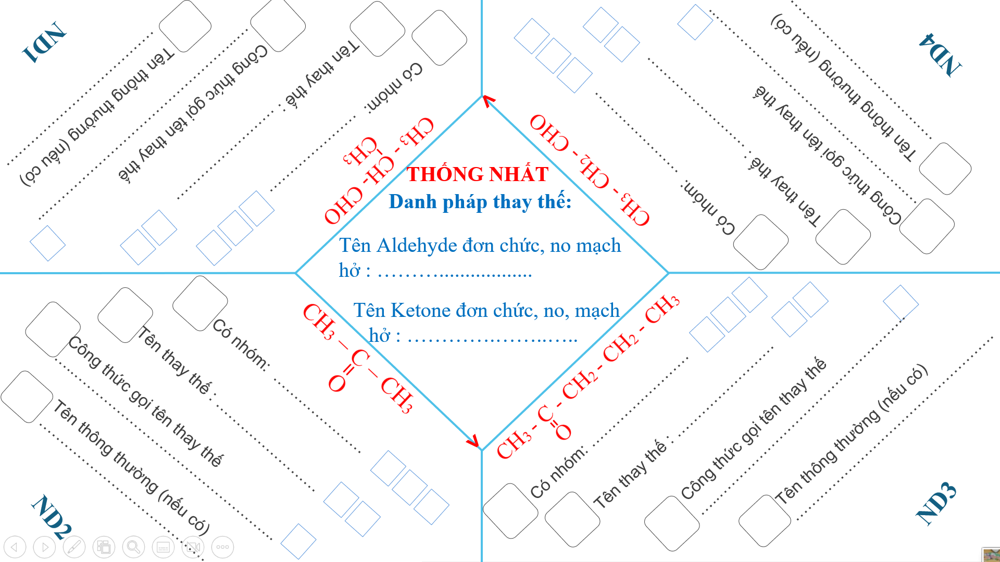 ND1
Tên thông thường (nếu có)
Công thức gọi tên thay thế
Tên thay thế :
Có nhóm:
CH3 - CH - CHO
CH3
ND4
Tên thông thường (nếu có)
Công thức gọi tên thay thế
Tên thay thế :
Có nhóm:
CH3 - CH2 - CHO
THỐNG NHẤT
Danh pháp thay thế:
Tên Aldehyde đơn chức, no mạch
hở : ………..................
Tên Ketone đơn chức, no, mạch
hở : …………….……..…..
CH3 – C – CH3
O
Có nhóm:
Tên thay thế :
Công thức gọi tên thay thế
Tên thông thường (nếu có)
ND2
CH3 - C - CH2 - CH2 - CH3
O
Có nhóm:
Tên thay thế :
Công thức gọi tên thay thế
Tên thông thường (nếu có)
ND3